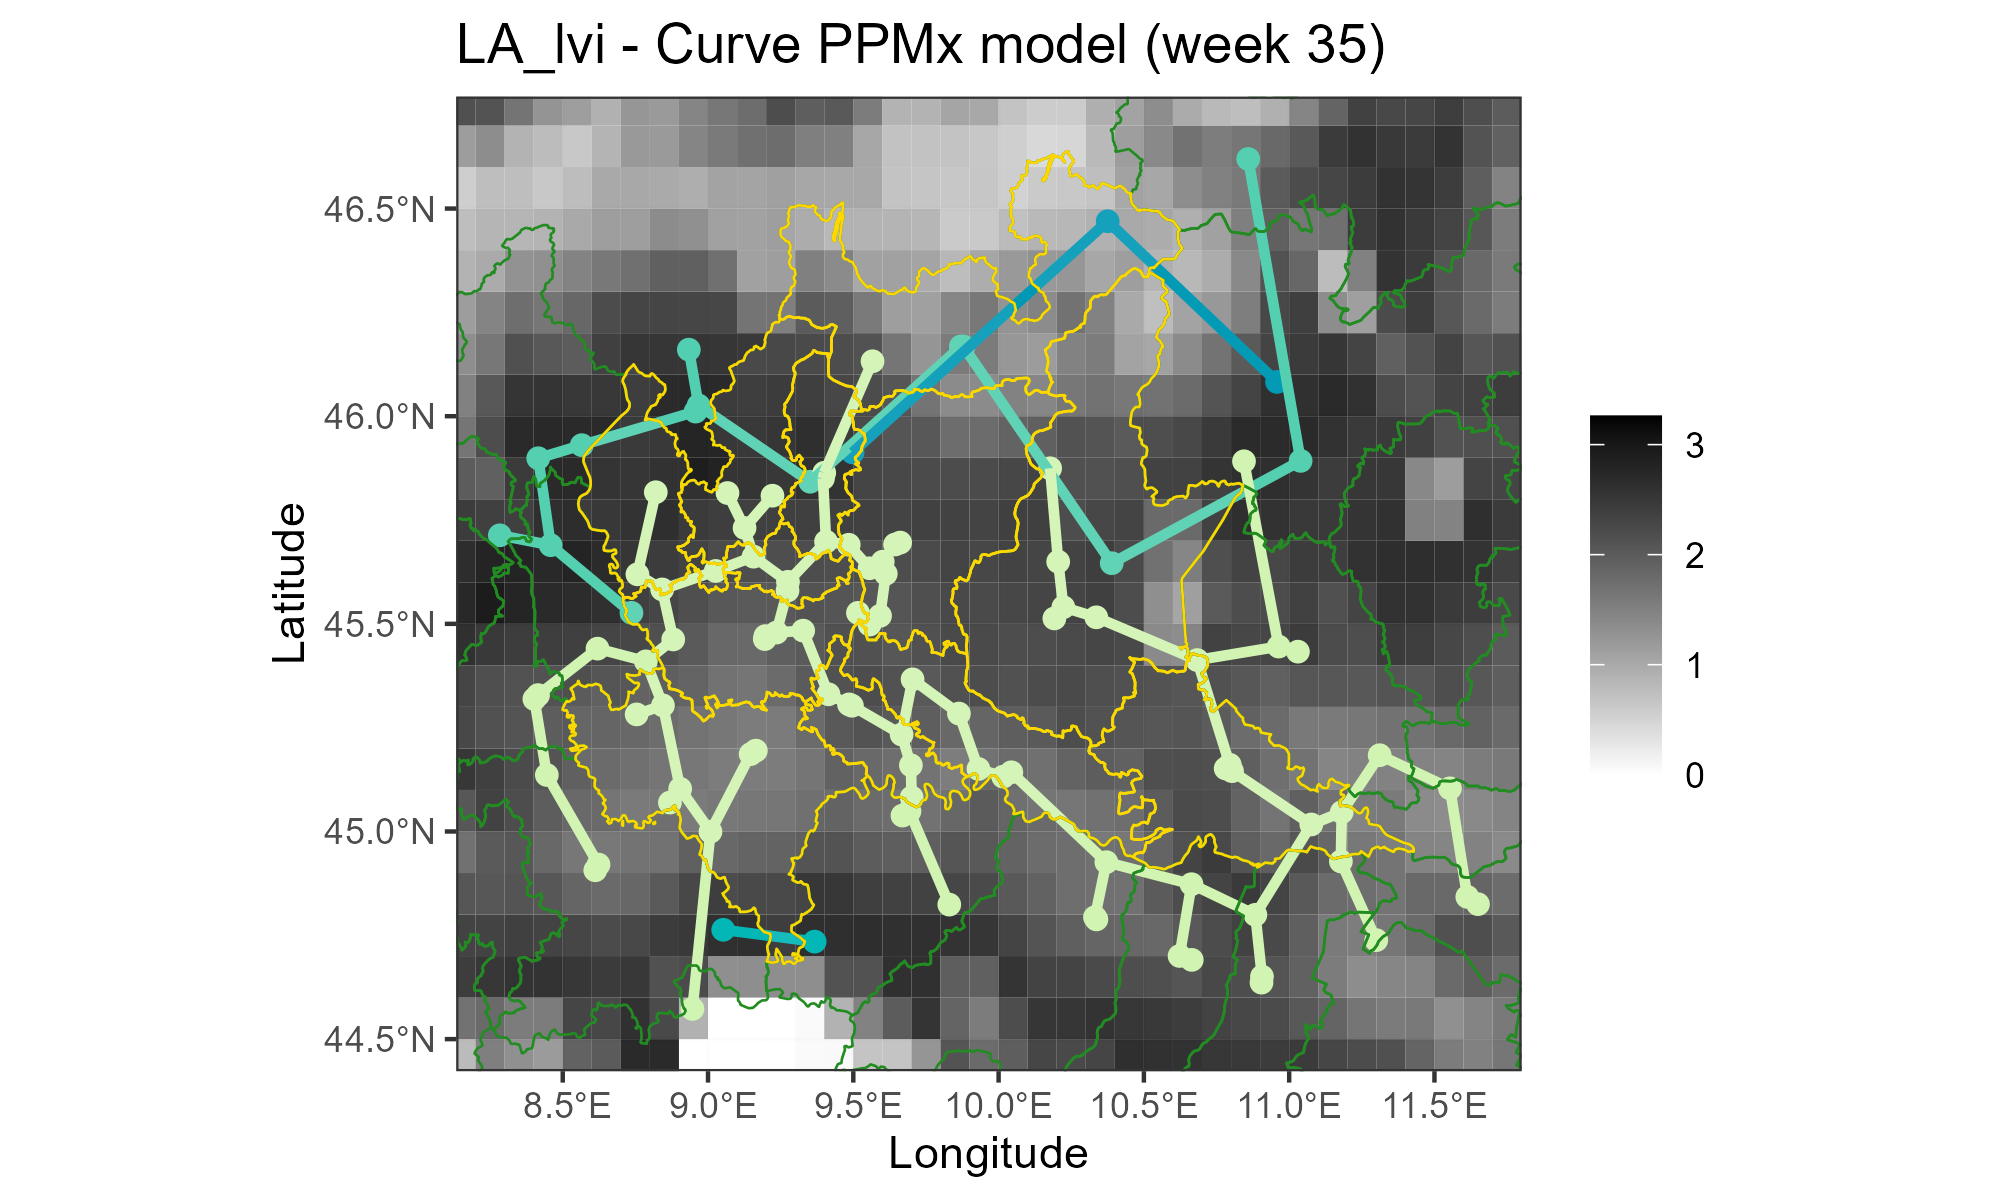 LA_lvi - Curve PPMx model (week 35)
46.5°N
46.0°N
45.5°N
45.0°N
44.5°N
Latitude
8.5°E 9.0°E 9.5°E 10.0°E 10.5°E 11.0°E 11.5°E
Longitude
3
2
1
0